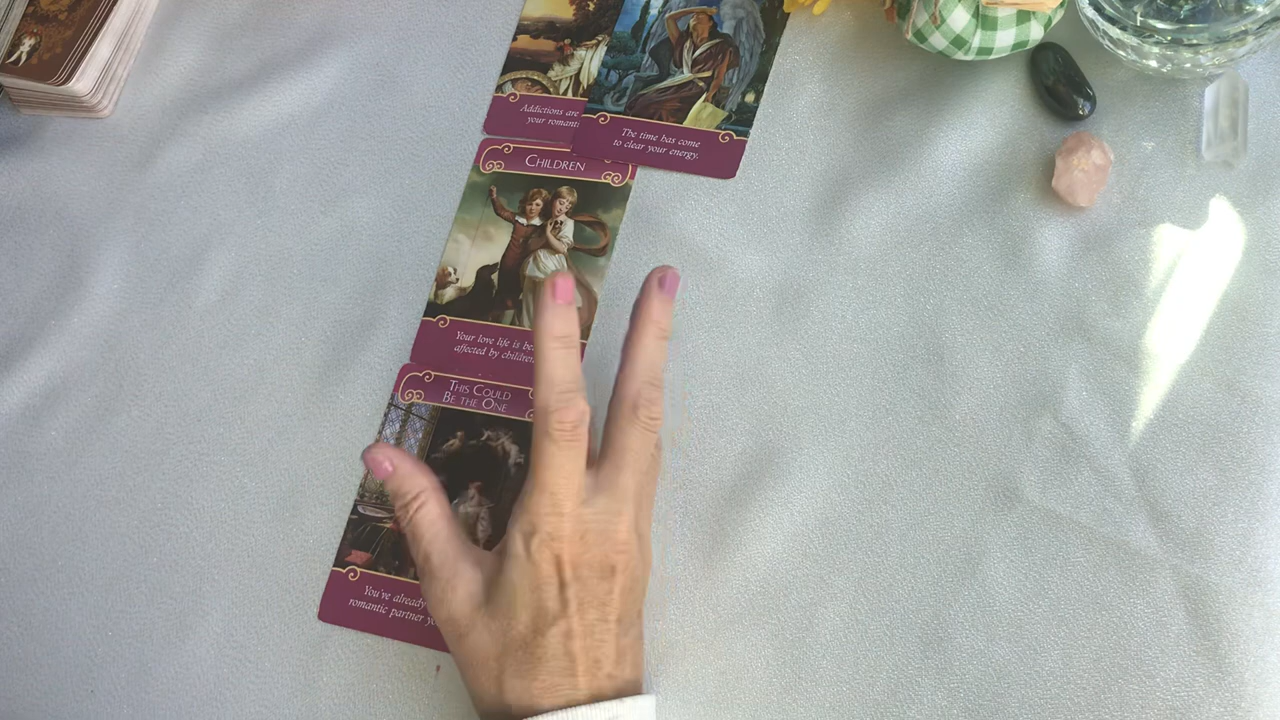 Addictions are
your romanti
The time has come
to clear your energy.
CHILDREN
Your love life is be
affected by children
THIS COULD
BE THE ONE
You've already
romantic partner yo